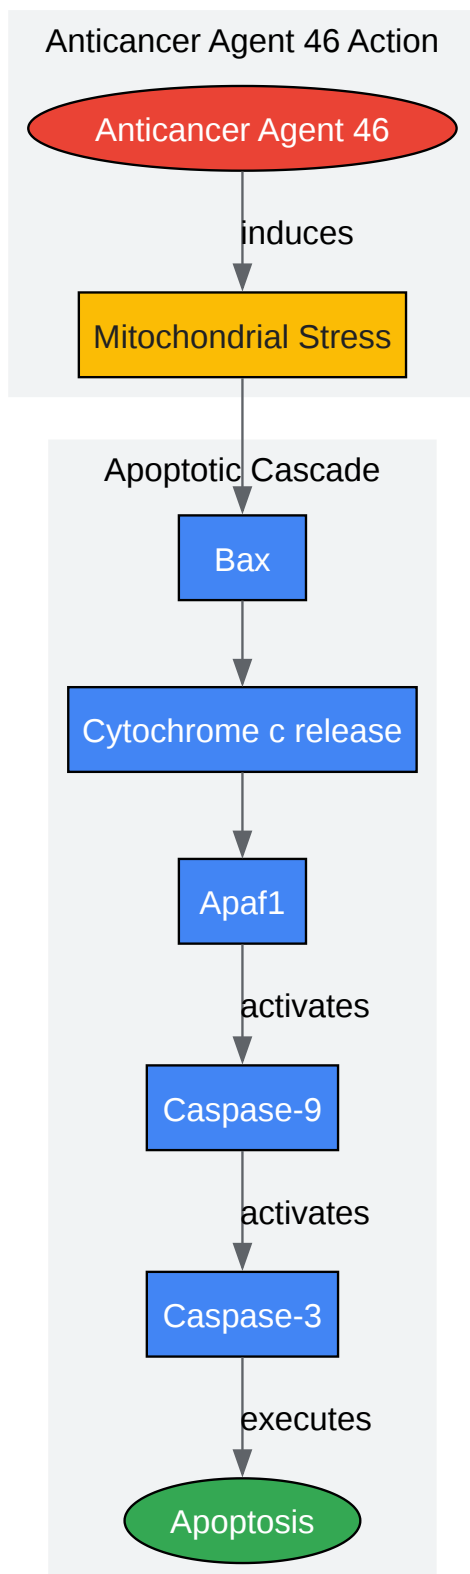 Anticancer Agent 46 Action
Anticancer Agent 46
induces
Mitochondrial Stress
Apoptotic Cascade
Bax
Cytochrome c release
Apaf1
activates
Caspase-9
activates
Caspase-3
executes
Apoptosis